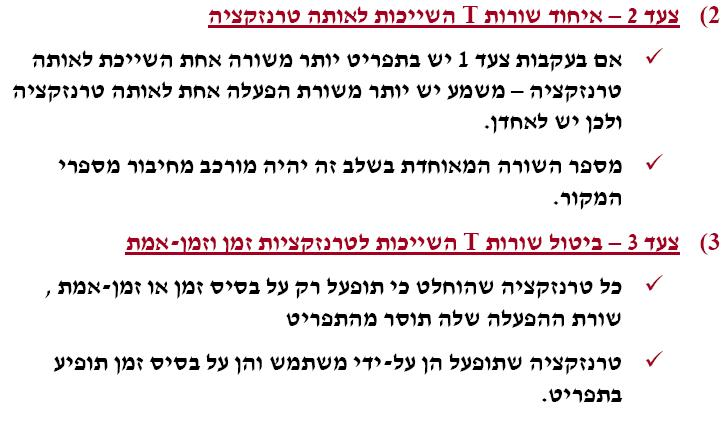 2) צעד 2 – איחוד שורות T השייכות לאותה טרנזקציה
✓ אם בעקבות צעד 1 יש בתפריט יותר משורה אחת השייכת לאותה
טרנזקציה – משמע יש יותר משורת הפעלה אחת לאותה טרנזקציה
ולכן יש לאחדן.
✓ מספר השורה המאוחדת בשלב זה יהיה מורכב מחיבור מספרי
המקור.
3) צעד 3 – ביטול שורות T השייכות לטרנזקציות זמן וזמן-אמת
✓ כל טרנזקציה שהוחלט כי תופעל רק על בסיס זמן או זמן-אמת ,
שורת ההפעלה שלה תוסר מהתפריט
✓ טרנזקציה שתופעל הן על-ידי משתמש והן על בסיס זמן תופיע
בתפריט.